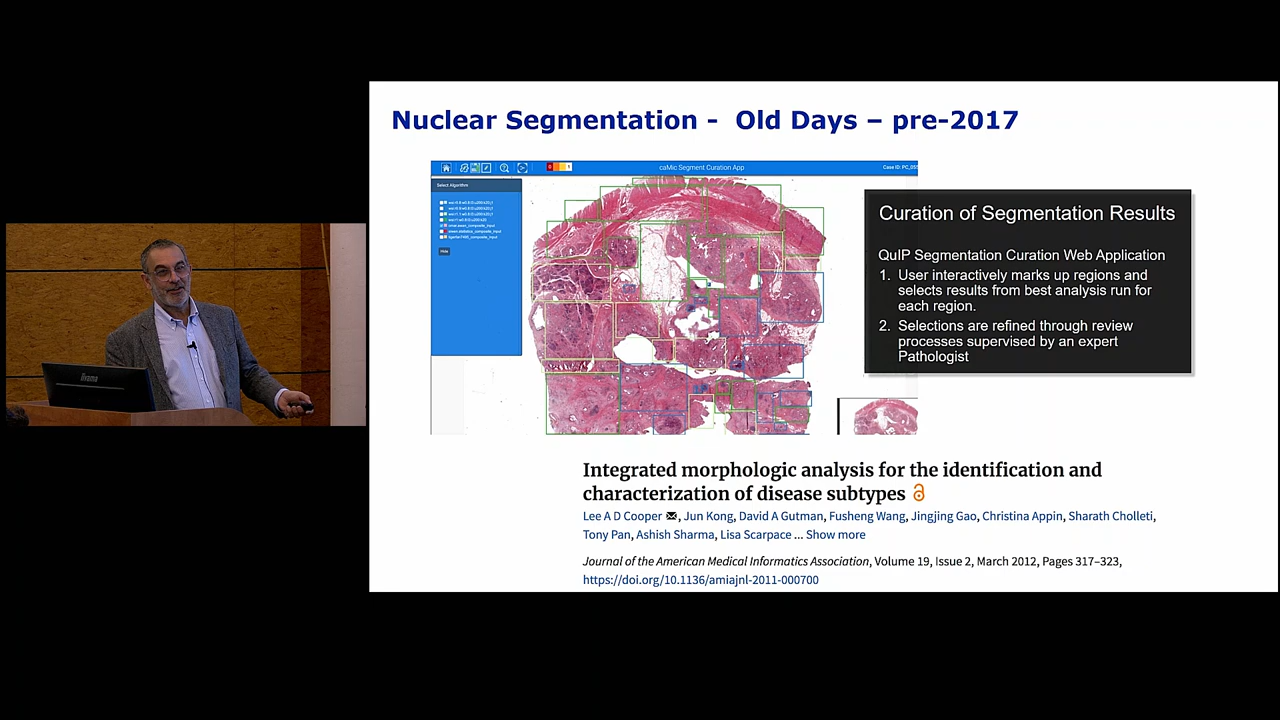 Nuclear Segmentation - Old Days – pre-2017
caMic Segment Curation App
Case ID: PC_055
Select Algorithm
Hide
Curation of Segmentation Results
QuIP Segmentation Curation Web Application
1. User interactively marks up regions and
selects results from best analysis run for
each region.
2. Selections are refined through review
processes supervised by an expert
Pathologist
iiyama
Integrated morphologic analysis for the identification and
characterization of disease subtypes
Lee A D Cooper, Jun Kong, David A Gutman, Fusheng Wang, Jingjing Gao, Christina Appin, Sharath Cholleti,
Tony Pan, Ashish Sharma, Lisa Scarpace ... Show more
Journal of the American Medical Informatics Association, Volume 19, Issue 2, March 2012, Pages 317–323,
https://doi.org/10.1136/amiajnl-2011-000700